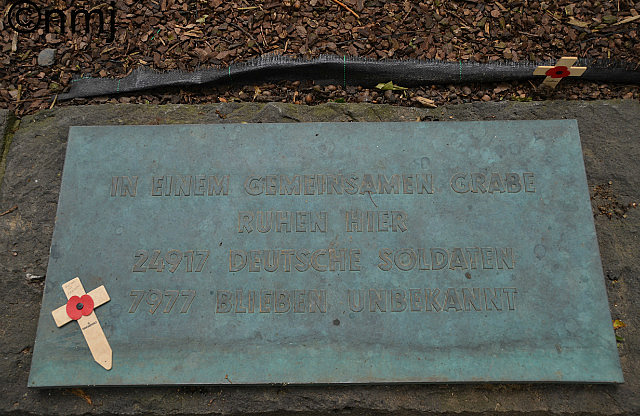 ©nmj
IN EINEM GEMEINSAMEN GRABE
RUHEN HIER
24917 DEUTSCHE SOLDATEN
7977 BLIEBEN UNBEKANNT